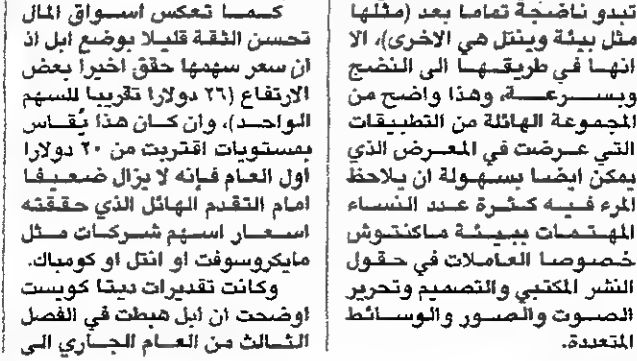 تبدو ناضجة تماما بعد (مثلها
مثل بيئة وينتل هي الاخرى)، الا
انها في طريقها الى النضج
وبسرعة، وهذا واضح من
المجموعة الهائلة من التطبيقات
التي عرضت في المعرض الذي
يمكن ايضا بسهولة ان يلاحظ
المرء فيه كثرة عدد النساء
المهتمات ببيئة ماكنتوش
خصوصا العاملات في حقول
النشر المكتبي والتصميم وتحرير
الصوت والصور والوسائط
المتعددة.
كما تعكس اسواق المال
تحسن الثقة قليلا بوضع ابل اذ
ان سعر سهمها حقق اخيرا بعض
الارتفاع (٢٦ دولارا تقريبا للسهم
الواحد)، وان كان هذا يُقاس
بمستويات اقتربت من ٢٠ دولارا
اول العام فإنه لا يزال ضعيفا
امام التقدم الهائل الذي حققته
اسعار اسهم شركات مثل
مايكروسوفت او انتل او كومباك.
وكانت تقديرات ديتا كويست
اوضحت ان ابل هبطت في الفصل
الثالث من العام الجاري الى